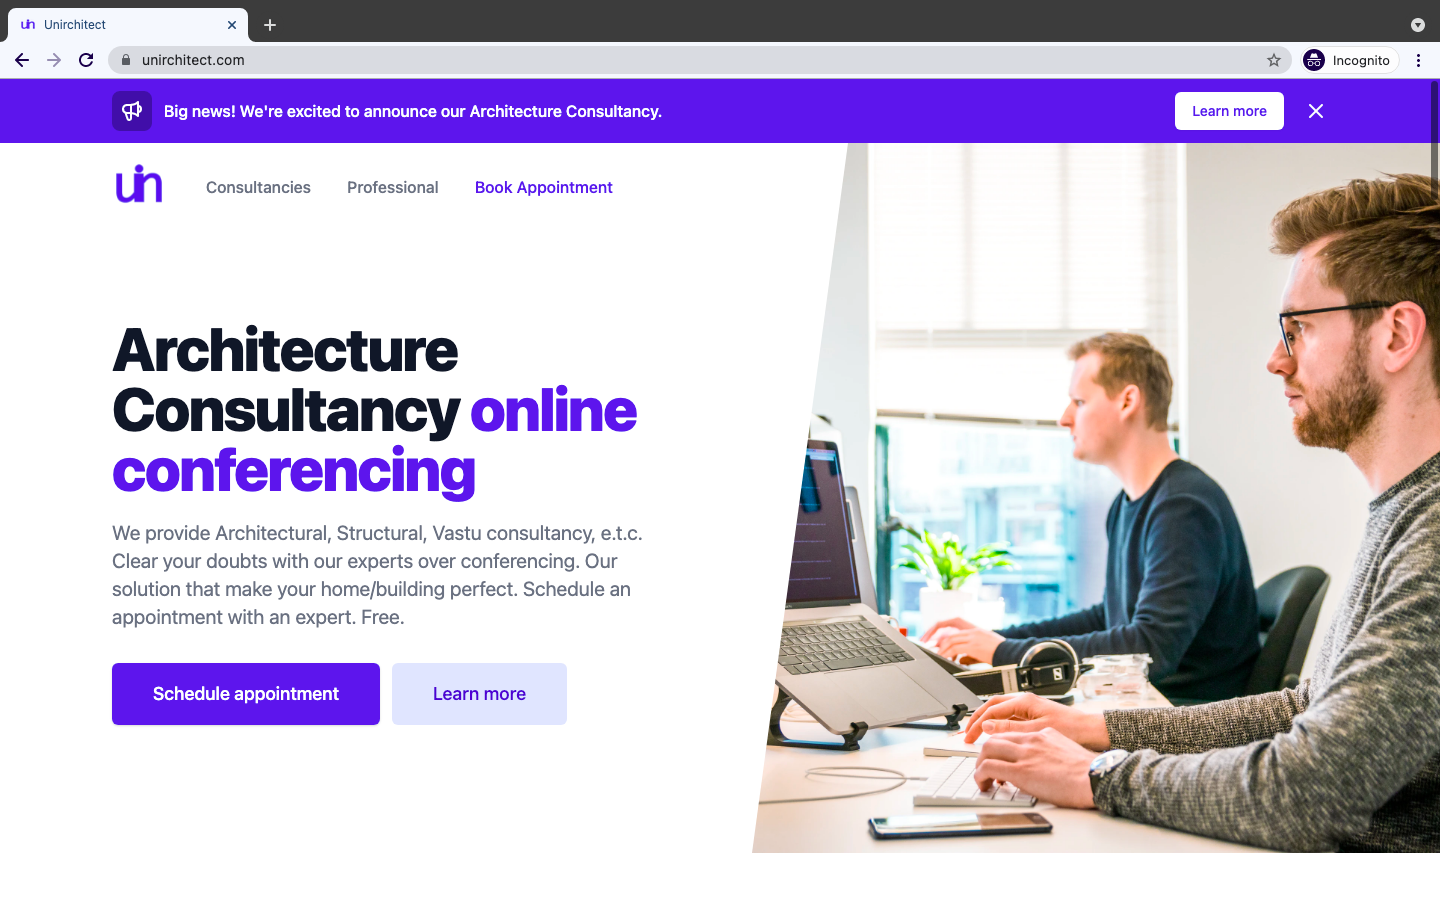 Unirchitect
unirchitect.com
Incognito
Big news! We're excited to announce our Architecture Consultancy.
Learn more
uin
Consultancies
Professional
Book Appointment
Architecture
Consultancy online
conferencing
We provide Architectural, Structural, Vastu consultancy, e.t.c.
Clear your doubts with our experts over conferencing. Our
solution that make your home/building perfect. Schedule an
appointment with an expert. Free.
Schedule appointment
Learn more